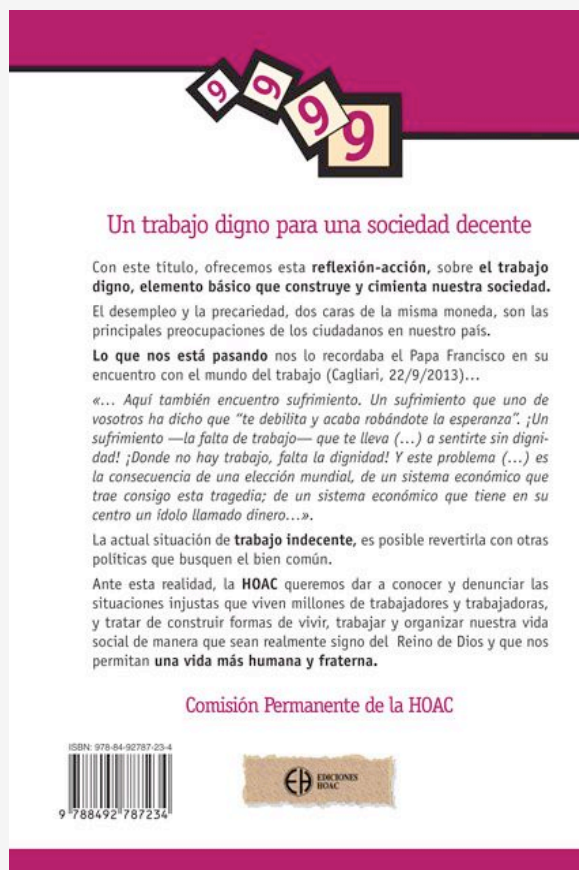 9 9 9 9
Un trabajo digno para una sociedad decente
Con este título, ofrecemos esta reflexión-acción, sobre el trabajo
digno, elemento básico que construye y cimienta nuestra sociedad.
El desempleo y la precariedad, dos caras de la misma moneda, son las
principales preocupaciones de los ciudadanos en nuestro país.
Lo que nos está pasando nos lo recordaba el Papa Francisco en su
encuentro con el mundo del trabajo (Cagliari, 22/9/2013)...
«... Aquí también encuentro sufrimiento. Un sufrimiento que uno de
vosotros ha dicho que “te debilita y acaba robándote la esperanza”. ¡Un
sufrimiento —la falta de trabajo— que te lleva (...) a sentirte sin digni-
dad! ¡Donde no hay trabajo, falta la dignidad! Y este problema (...) es
la consecuencia de una elección mundial, de un sistema económico que
trae consigo esta tragedia; de un sistema económico que tiene en su
centro un ídolo llamado dinero...».
La actual situación de trabajo indecente, es posible revertirla con otras
políticas que busquen el bien común.
Ante esta realidad, la HOAC queremos dar a conocer y denunciar las
situaciones injustas que viven millones de trabajadores y trabajadoras,
y tratar de construir formas de vivir, trabajar y organizar nuestra vida
social de manera que sean realmente signo del Reino de Dios y que nos
permitan una vida más humana y fraterna.
Comisión Permanente de la HOAC
ISBN: 978-84-92787-23-4
9 788492 787234
EH EDICIONES
HOAC